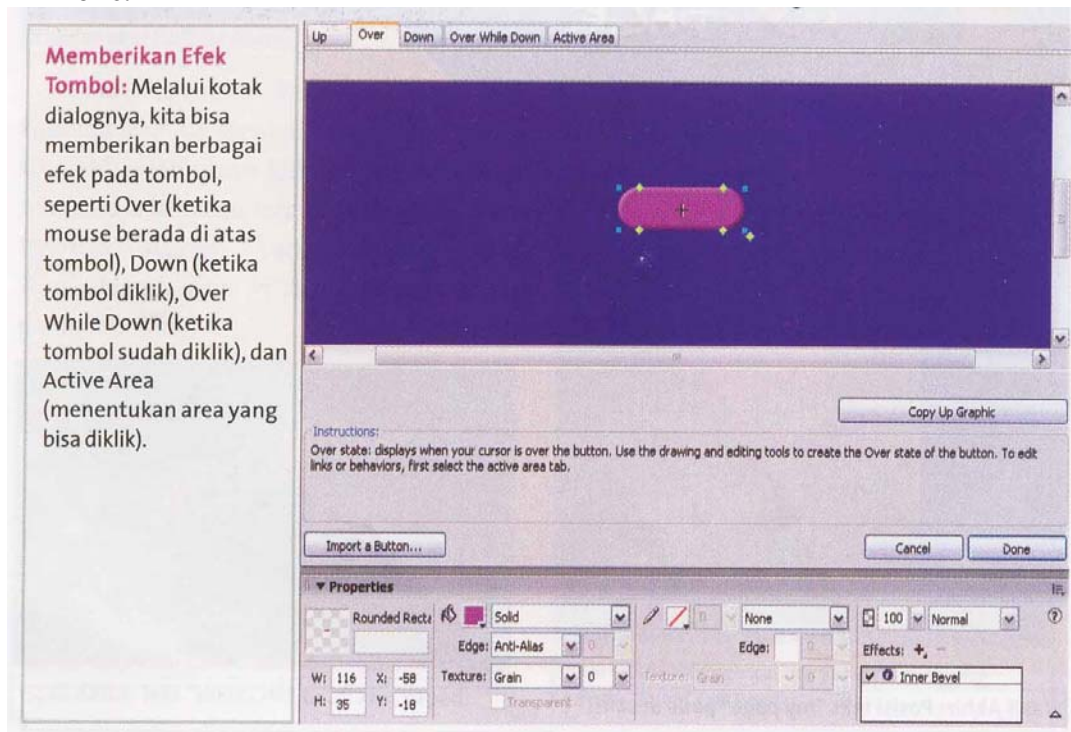 Memberikan Efek
Tombol: Melalui kotak
dialognya, kita bisa
memberikan berbagai
efek pada tombol,
seperti Over (ketika
mouse berada di atas
tombol), Down (ketika
tombol diklik), Over
While Down (ketika
tombol sudah diklik), dan
Active Area
(menentukan area yang
bisa diklik).
Up Over Down Over While Down Active Area
Copy Up Graphic
Instructions:
Over state: displays when your cursor is over the button. Use the drawing and editing tools to create the Over state of the button. To edit
links or behaviors, first select the active area tab.
Import a Button... Cancel Done
Properties
Rounded Recta Solid None 100 Normal
Edge: Anti-Alias 0 Edge: Effects:
W: 116 X: -58 Texture: Grain 0 Texture: Grain 0 Inner Bevel
H: 35 Y: -18 Transparent